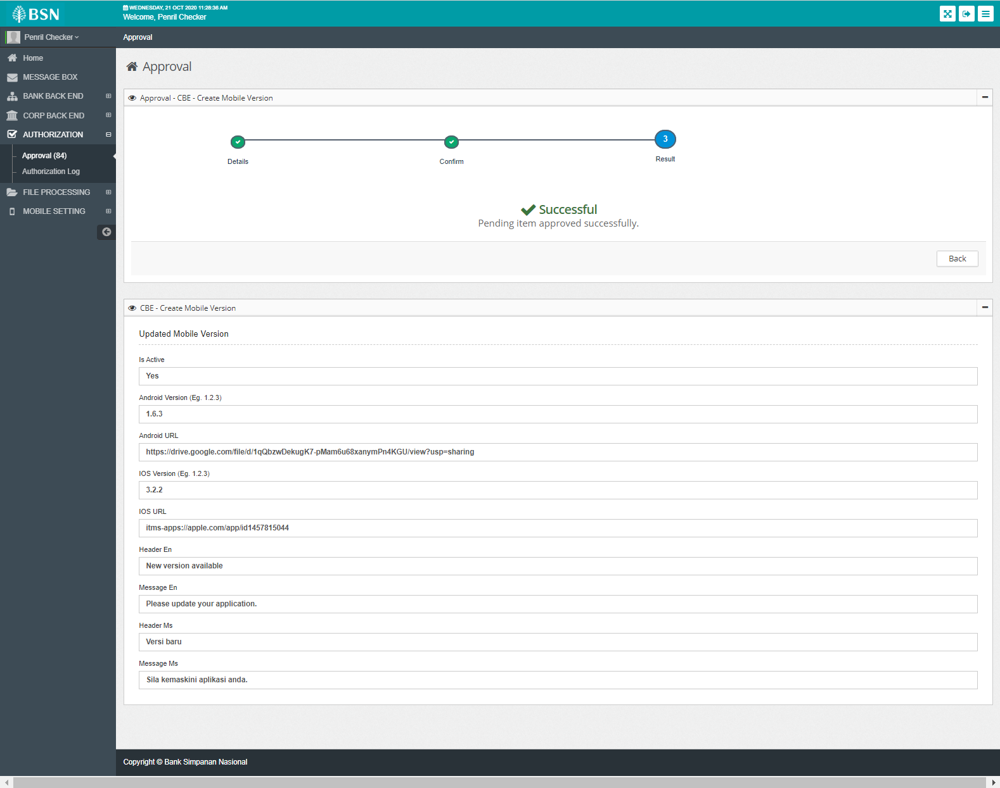 BSN
WEDNESDAY, 21 OCT 2020 11:28:36 AM
Welcome, Penril Checker
Penril Checker
Approval
Home
MESSAGE BOX
BANK BACK END
CORP BACK END
AUTHORIZATION
Approval (84)
Authorization Log
FILE PROCESSING
MOBILE SETTING
Approval
Approval - CBE - Create Mobile Version
3
Details
Confirm
Result
Successful
Pending item approved successfully.
Back
CBE - Create Mobile Version
Updated Mobile Version
Is Active
Yes
Android Version (Eg. 1.2.3)
1.6.3
Android URL
https://drive.google.com/file/d/1qQbzwDekugK7-pMam6u68xanymPn4KGU/view?usp=sharing
IOS Version (Eg. 1.2.3)
3.2.2
IOS URL
itms-apps://apple.com/app/id1457815044
Header En
New version available
Message En
Please update your application.
Header Ms
Versi baru
Message Ms
Sila kemaskini aplikasi anda.
Copyright © Bank Simpanan Nasional